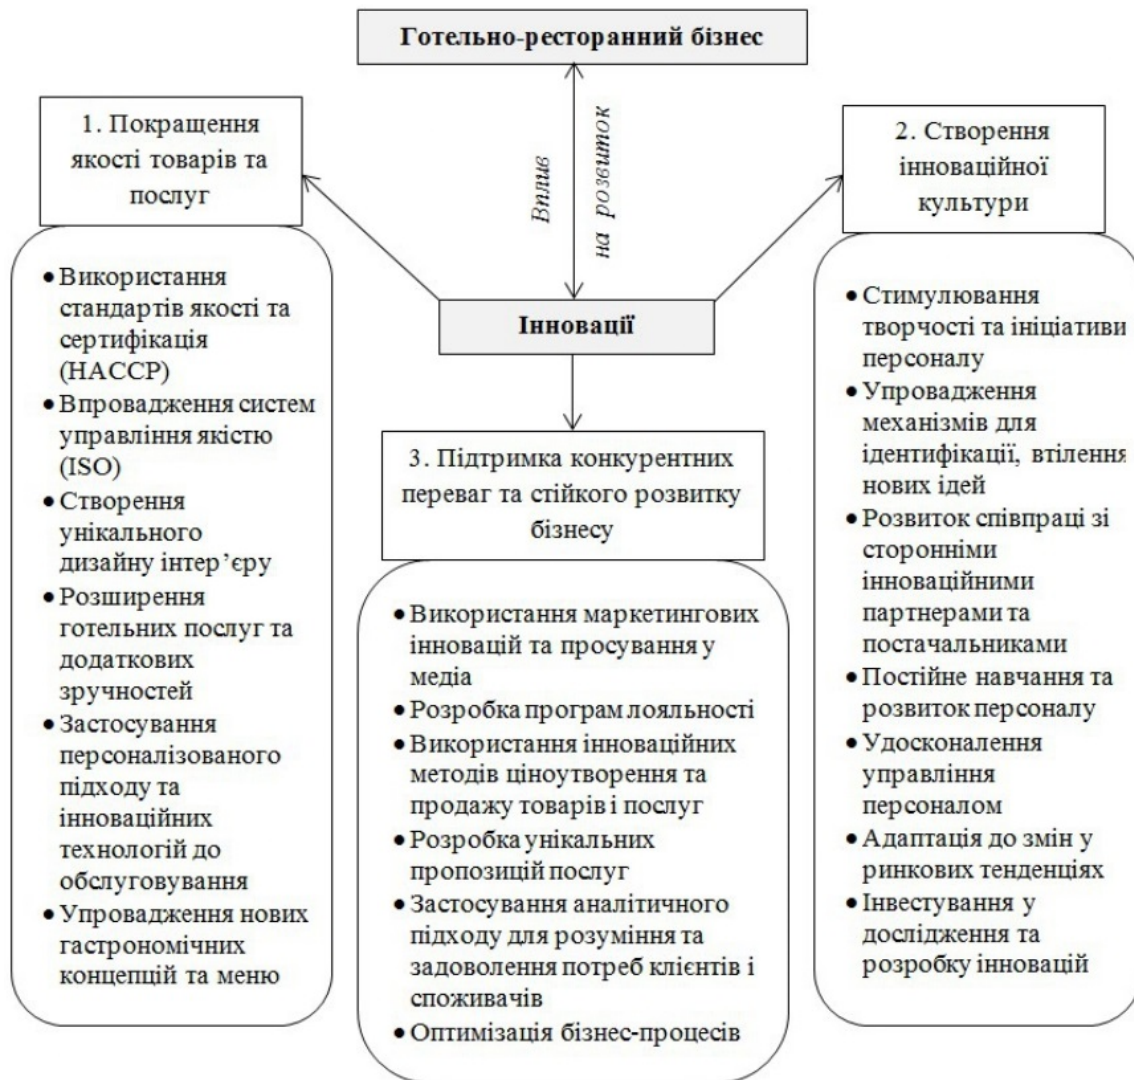 Готельно-ресторанний бізнес
1. Покращення
якості товарів та
послуг
Вплив
на розвиток
2. Створення
інноваційної
культури
Інновації
• Використання
стандартів якості та
сертифікація
(HACCP)
• Впровадження систем
управління якістю
(ISO)
• Створення
унікального
дизайну інтер’єру
• Розширення
готельних послуг та
додаткових
зручностей
• Застосування
персоналізованого
підходу та
інноваційних
технологій до
обслуговування
• Упровадження нових
гастрономічних
концепцій та меню
3. Підтримка конкурентних
переваг та стійкого розвитку
бізнесу
• Використання маркетингових
інновацій та просування у
медіа
• Розробка програм лояльності
• Використання інноваційних
методів ціноутворення та
продажу товарів і послуг
• Розробка унікальних
пропозицій послуг
• Застосування аналітичного
підходу для розуміння та
задоволення потреб клієнтів і
споживачів
• Оптимізація бізнес-процесів
• Стимулювання
творчості та ініціативи
персоналу
• Упровадження
механізмів для
ідентифікації, втілення
нових ідей
• Розвиток співпраці зі
сторонніми
інноваційними
партнерами та
постачальниками
• Постійне навчання та
розвиток персоналу
• Удосконалення
управління
персоналом
• Адаптація до змін у
ринкових тенденціях
• Інвестування у
дослідження та
розробку інновацій